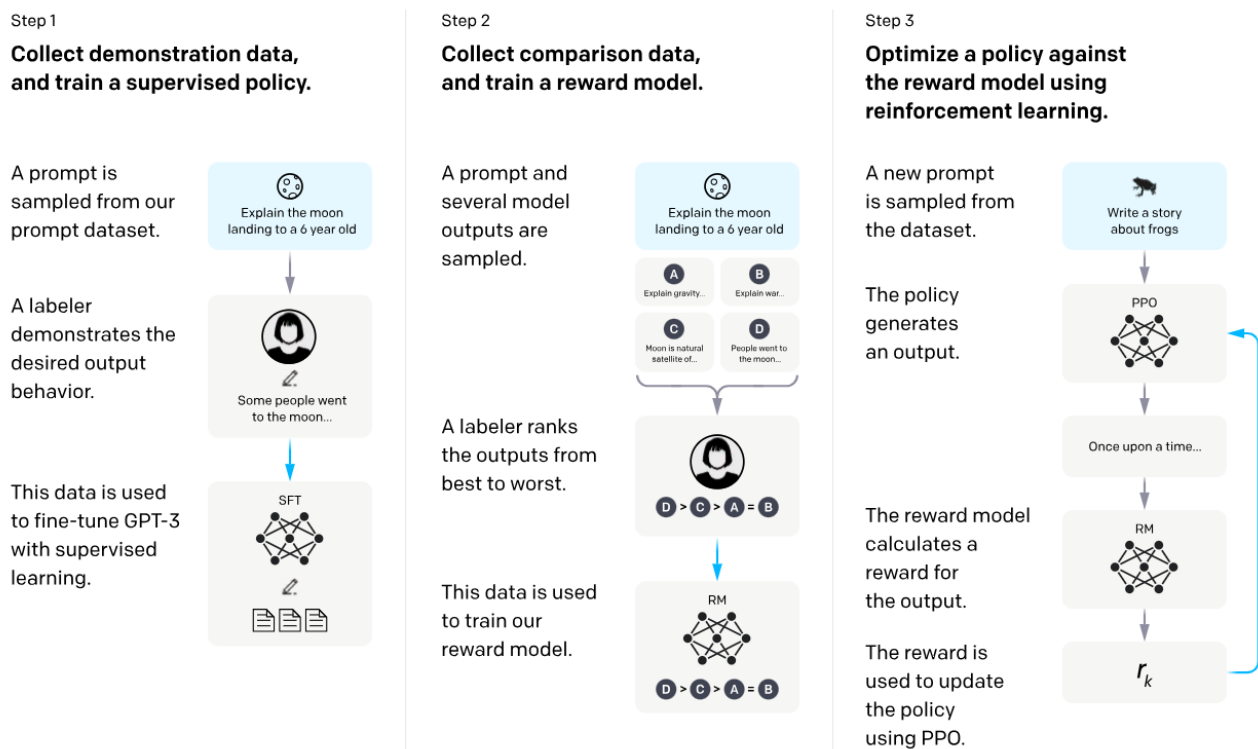 Step 1
Collect demonstration data,
and train a supervised policy.
A prompt is
sampled from our
prompt dataset.
Explain the moon
landing to a 6 year old
A labeler
demonstrates the
desired output
behavior.
Some people went
to the moon...
This data is used
to fine-tune GPT-3
with supervised
learning.
SFT
Step 2
Collect comparison data,
and train a reward model.
A prompt and
several model
outputs are
sampled.
Explain the moon
landing to a 6 year old
A
Explain gravity...
B
Explain war...
C
Moon is natural
satellite of...
D
People went to
the moon...
A labeler ranks
the outputs from
best to worst.
D > C > A = B
This data is used
to train our
reward model.
RM
D > C > A = B
Step 3
Optimize a policy against
the reward model using
reinforcement learning.
A new prompt
is sampled from
the dataset.
Write a story
about frogs
The policy
generates
an output.
PPO
Once upon a time...
The reward model
calculates a
reward for
the output.
RM
The reward is
used to update
the policy
using PPO.
rₖ